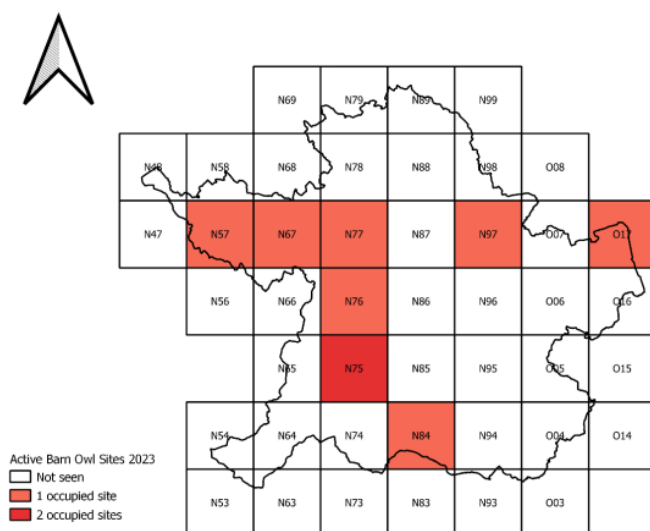 N69 N79 N89 N99
N48 N58 N68 N78 N88 N98 O08
N47 N57 N67 N77 N87 N97 O07 O17
N56 N66 N76 N86 N96 O06 O16
N65 N75 N85 N95 O05 O15
N54 N64 N74 N84 N94 O04 O14
N53 N63 N73 N83 N93 O03
Active Barn Owl Sites 2023
Not seen
1 occupied site
2 occupied sites